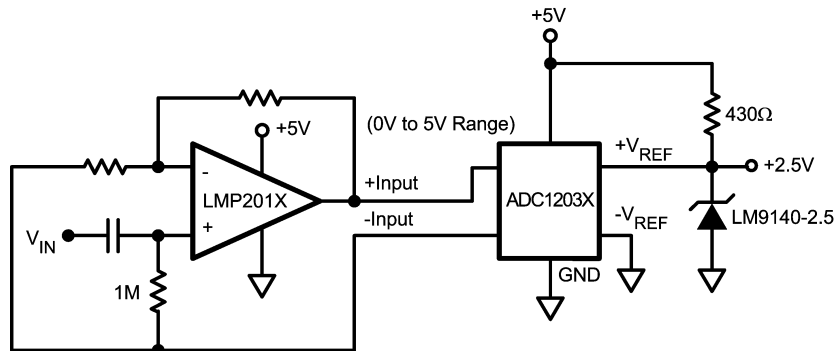 +5V
(0V to 5V Range)
430Ω
+5V
+VREF
+2.5V
-
LMP201X
+Input
ADC1203X
-Input
-VREF
LM9140-2.5
VIN
+
GND
1M